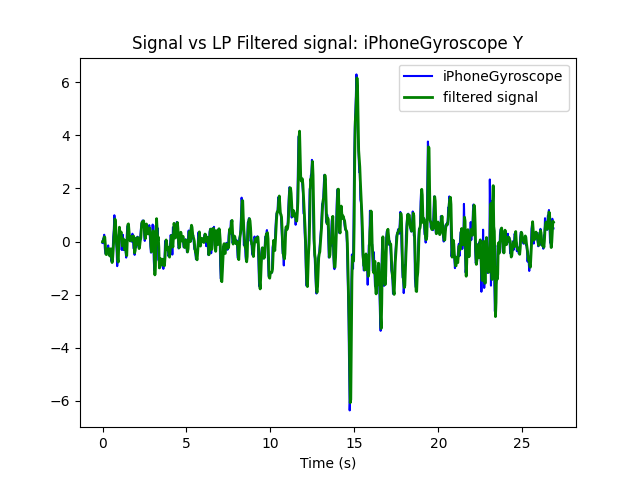 Signal vs LP Filtered signal: iPhoneGyroscope Y
iPhoneGyroscope
filtered signal
6
4
2
0
−2
−4
−6
0 5 10 15 20 25
Time (s)